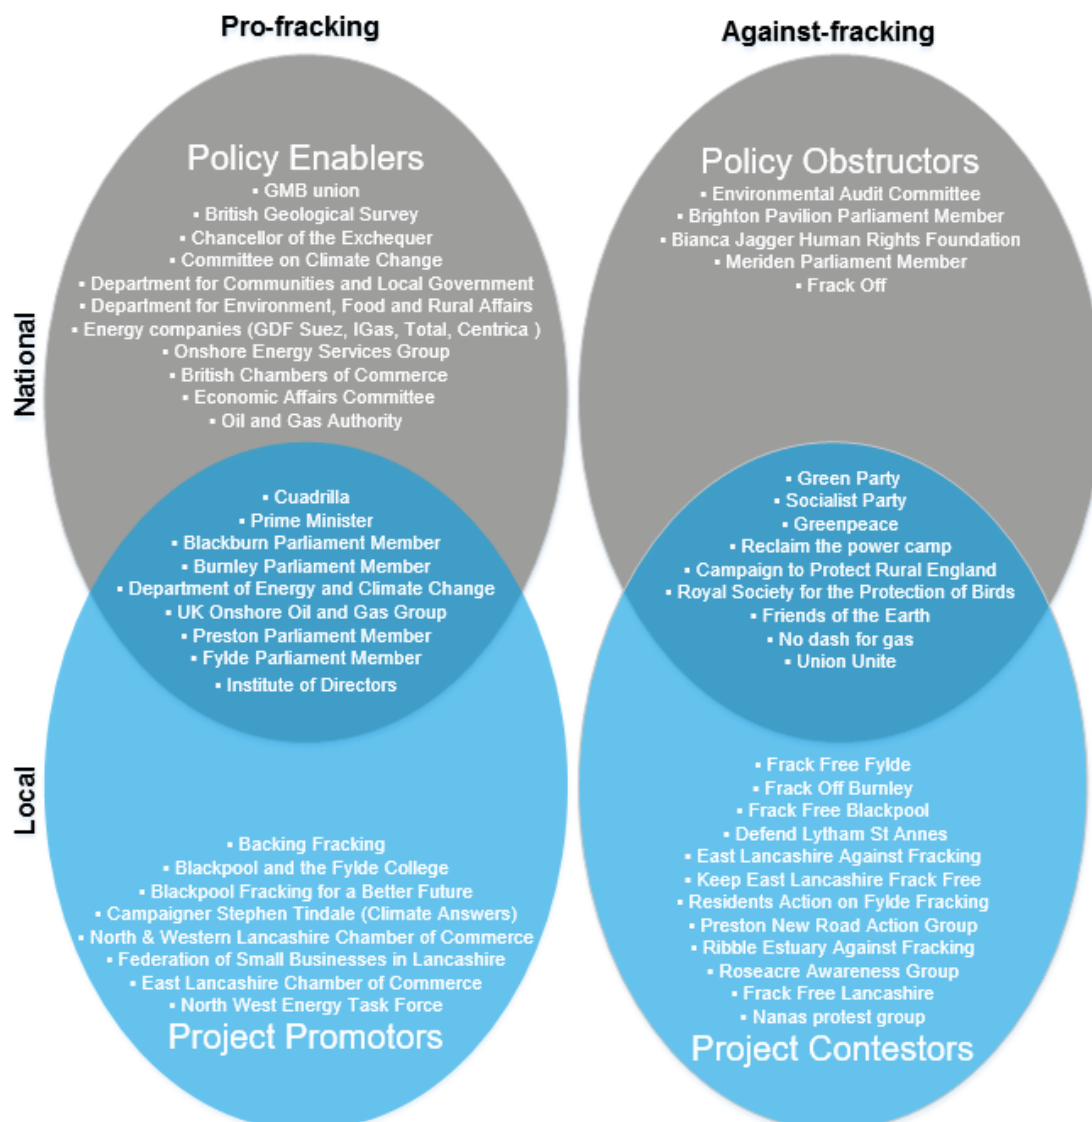 Pro-fracking
Against-fracking
National
Local
Policy Enablers
▪ GMB union
▪ British Geological Survey
▪ Chancellor of the Exchequer
▪ Committee on Climate Change
▪ Department for Communities and Local Government
▪ Department for Environment, Food and Rural Affairs
▪ Energy companies (GDF Suez, IGas, Total, Centrica )
▪ Onshore Energy Services Group
▪ British Chambers of Commerce
▪ Economic Affairs Committee
▪ Oil and Gas Authority
▪ Cuadrilla
▪ Prime Minister
▪ Blackburn Parliament Member
▪ Burnley Parliament Member
▪ Department of Energy and Climate Change
▪ UK Onshore Oil and Gas Group
▪ Preston Parliament Member
▪ Fylde Parliament Member
▪ Institute of Directors
▪ Backing Fracking
▪ Blackpool and the Fylde College
▪ Blackpool Fracking for a Better Future
▪ Campaigner Stephen Tindale (Climate Answers)
▪ North & Western Lancashire Chamber of Commerce
▪ Federation of Small Businesses in Lancashire
▪ East Lancashire Chamber of Commerce
▪ North West Energy Task Force
Project Promotors
Policy Obstructors
▪ Environmental Audit Committee
▪ Brighton Pavilion Parliament Member
▪ Bianca Jagger Human Rights Foundation
▪ Meriden Parliament Member
▪ Frack Off
▪ Green Party
▪ Socialist Party
▪ Greenpeace
▪ Reclaim the power camp
▪ Campaign to Protect Rural England
▪ Royal Society for the Protection of Birds
▪ Friends of the Earth
▪ No dash for gas
▪ Union Unite
▪ Frack Free Fylde
▪ Frack Off Burnley
▪ Frack Free Blackpool
▪ Defend Lytham St Annes
▪ East Lancashire Against Fracking
▪ Keep East Lancashire Frack Free
▪ Residents Action on Fylde Fracking
▪ Preston New Road Action Group
▪ Ribble Estuary Against Fracking
▪ Roseacre Awareness Group
▪ Frack Free Lancashire
▪ Nanas protest group
Project Contestors